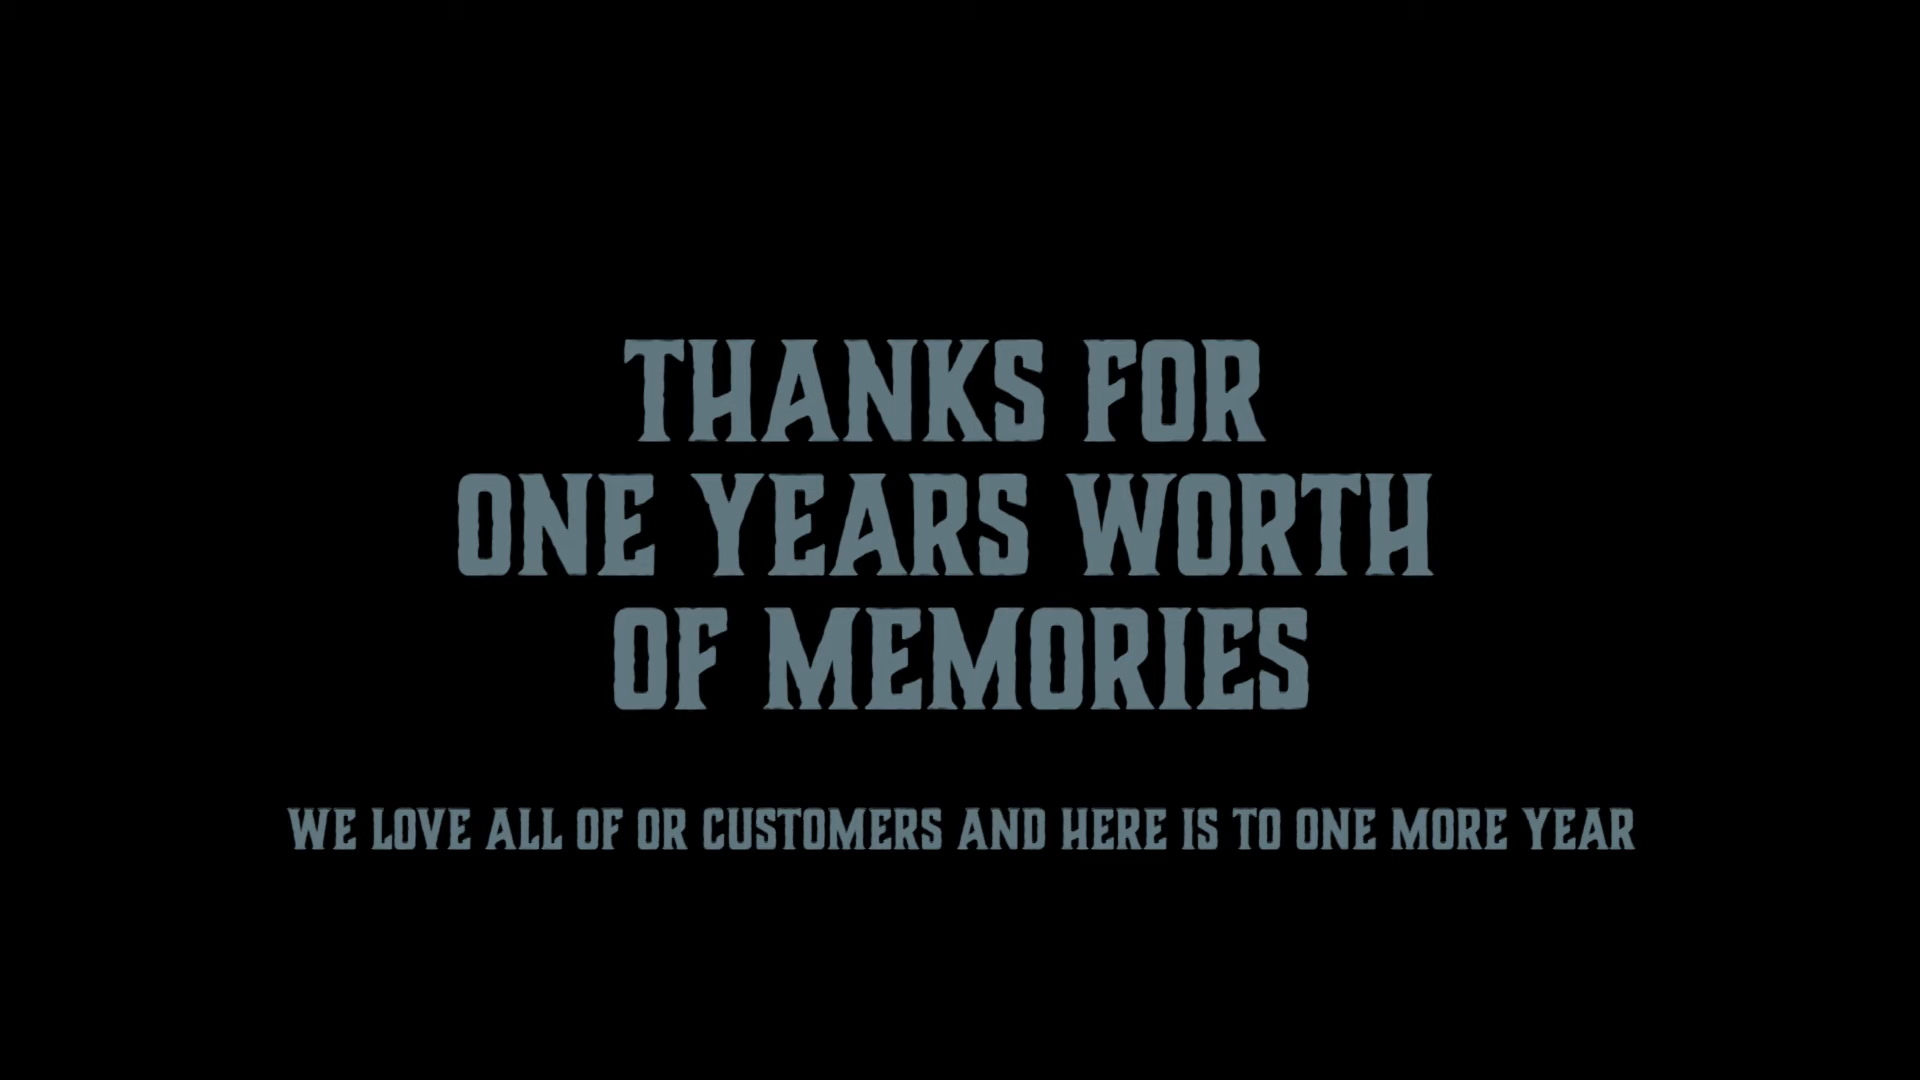 THANKS FOR
ONE YEARS WORTH
OF MEMORIES
WE LOVE ALL OF OR CUSTOMERS AND HERE IS TO ONE MORE YEAR